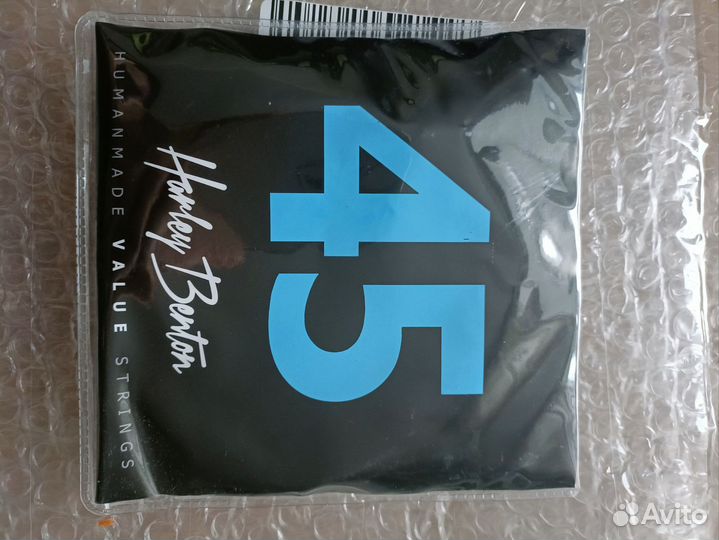 45
Harley Benton
HUMANMADE VALUE STRINGS
Avito